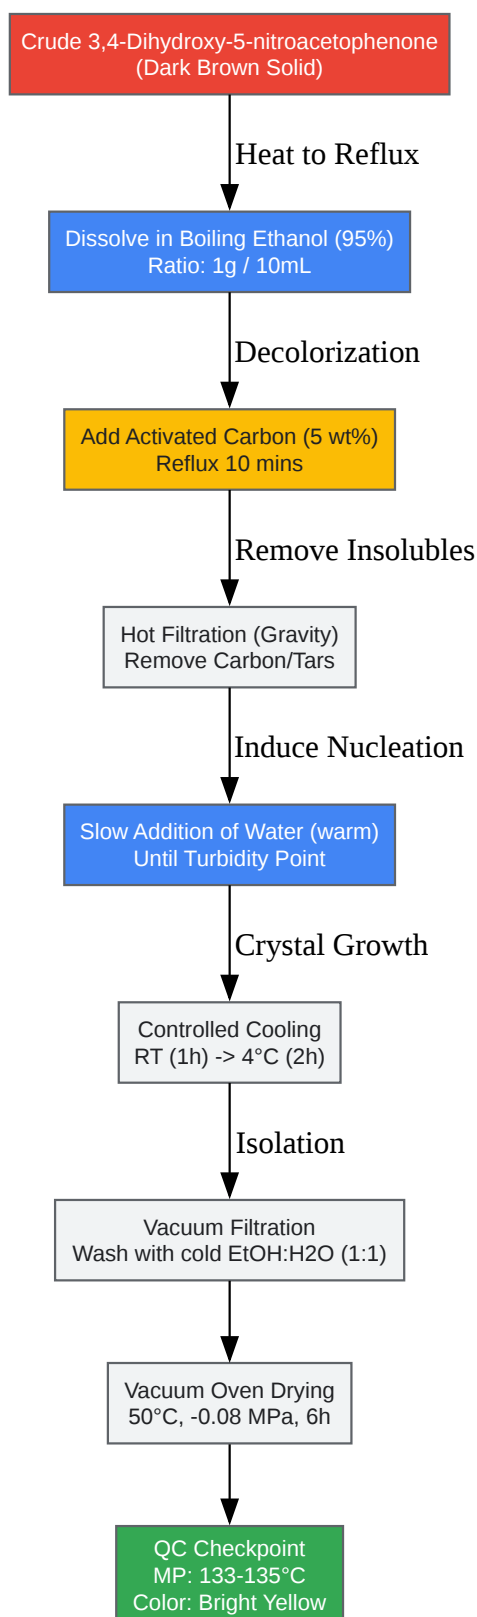 Crude 3,4-Dihydroxy-5-nitroacetophenone
(Dark Brown Solid)
Heat to Reflux
Dissolve in Boiling Ethanol (95%)
Ratio: 1g / 10mL
Decolorization
Add Activated Carbon (5 wt%)
Reflux 10 mins
Remove Insolubles
Hot Filtration (Gravity)
Remove Carbon/Tars
Induce Nucleation
Slow Addition of Water (warm)
Until Turbidity Point
Crystal Growth
Controlled Cooling
RT (1h) -> 4°C (2h)
Isolation
Vacuum Filtration
Wash with cold EtOH:H2O (1:1)
Vacuum Oven Drying
50°C, -0.08 MPa, 6h
QC Checkpoint
MP: 133-135°C
Color: Bright Yellow